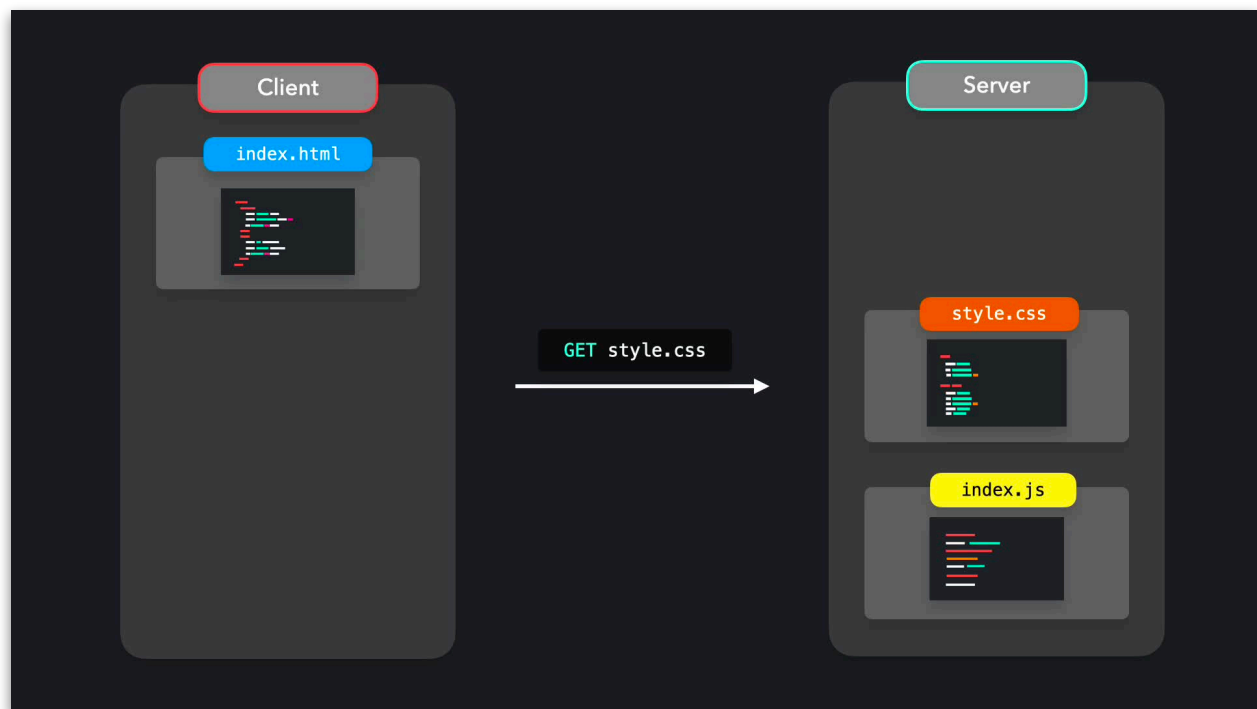 Client
Server
index.html
style.css
GET style.css
index.js